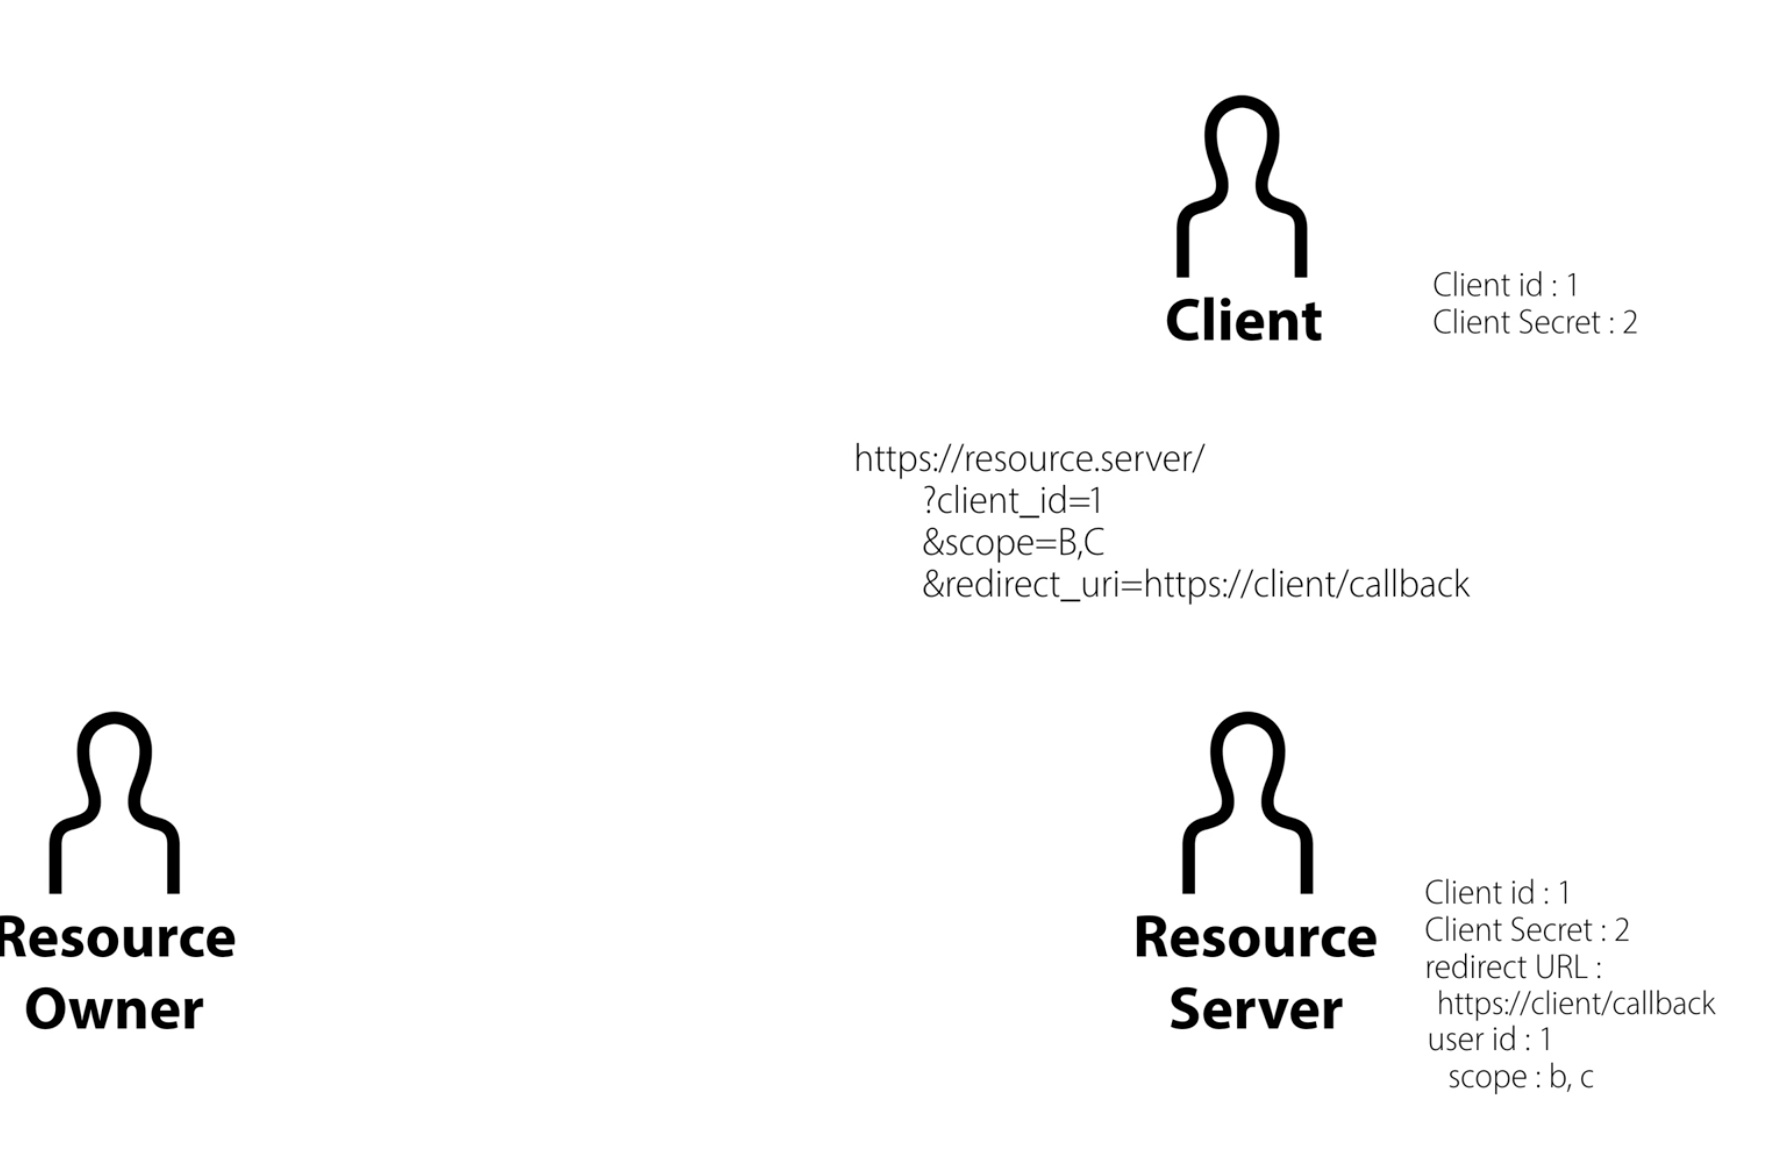 Client
Client id : 1
Client Secret : 2
https://resource.server/
?client_id=1
&scope=B,C
&redirect_uri=https://client/callback
Resource
Owner
Resource
Server
Client id : 1
Client Secret : 2
redirect URL :
https://client/callback
user id : 1
scope : b, c